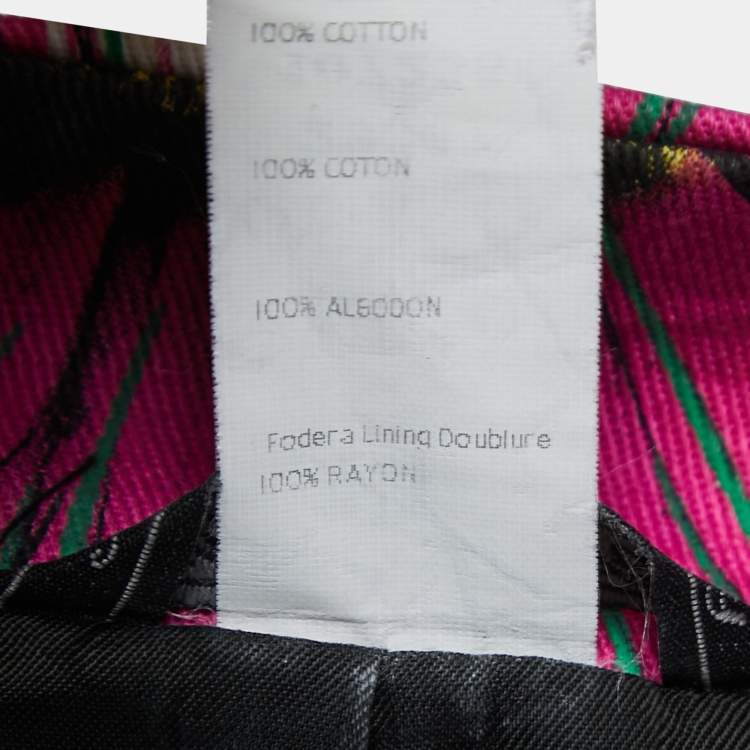 100% COTTON
100% COTON
100% ALGODON
Fodera Lining Doublure
100% RAYON